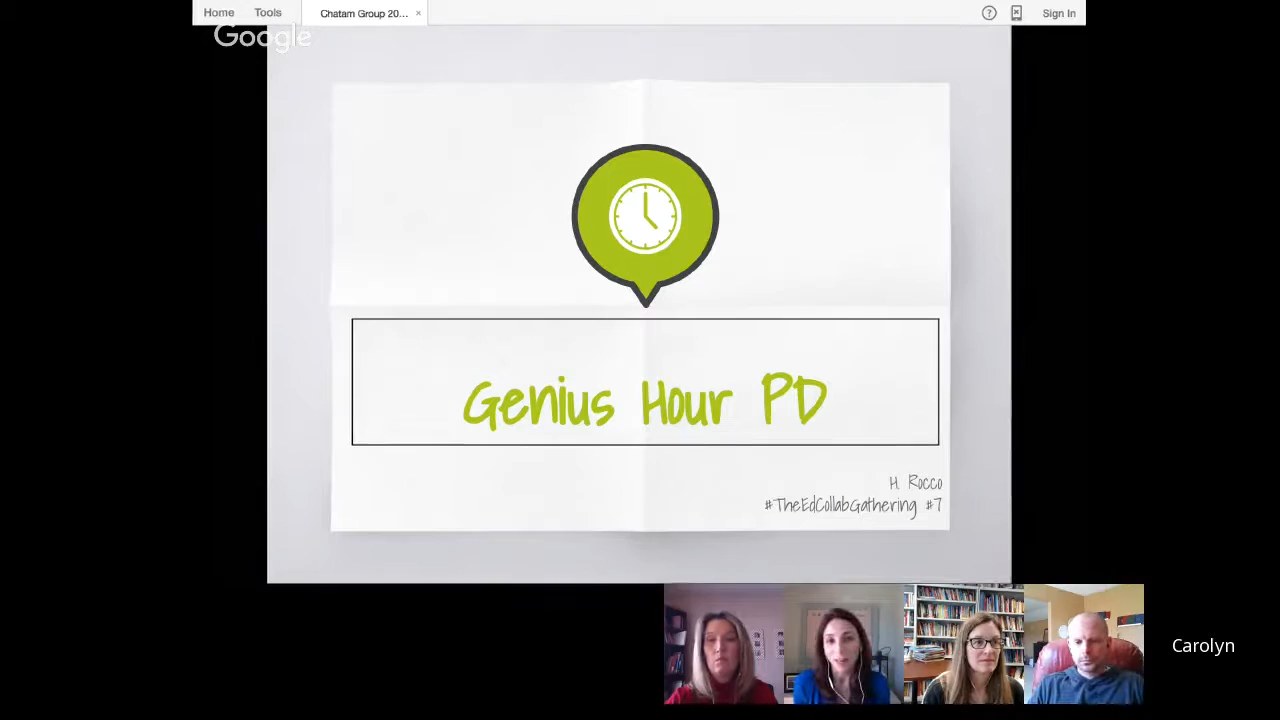 Home Tools Chatam Group 20... × ? Sign In
Google
Genius Hour PD
H. Rocco
#TheEdCollabGathering #7
Carolyn